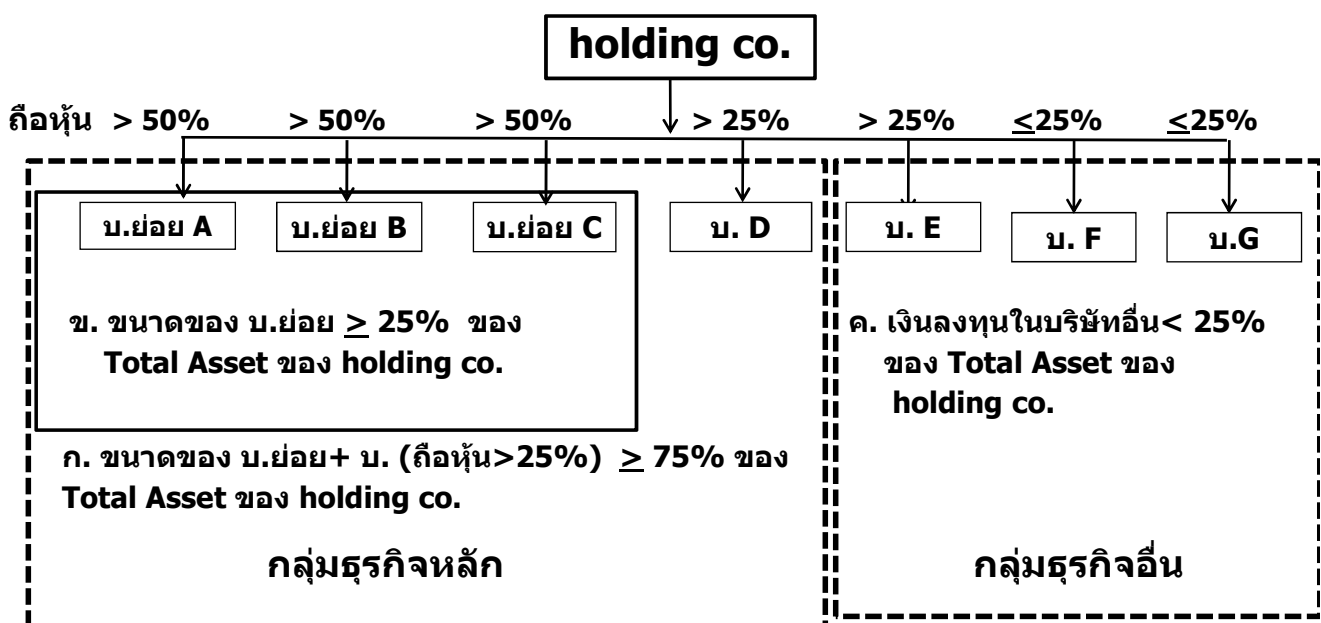 holding co.
ถือหุ้น > 50% > 50% > 50% > 25% > 25% <25% <25%
บ.ย่อย A บ.ย่อย B บ.ย่อย C บ. D บ. E บ. F บ.G
ข. ขนาดของ บ.ย่อย > 25% ของ
Total Asset ของ holding co.
ค. เงินลงทุนในบริษัทอื่น< 25%
ของ Total Asset ของ
holding co.
ก. ขนาดของ บ.ย่อย+ บ. (ถือหุ้น>25%) > 75% ของ
Total Asset ของ holding co.
กลุ่มธุรกิจหลัก
กลุ่มธุรกิจอื่น